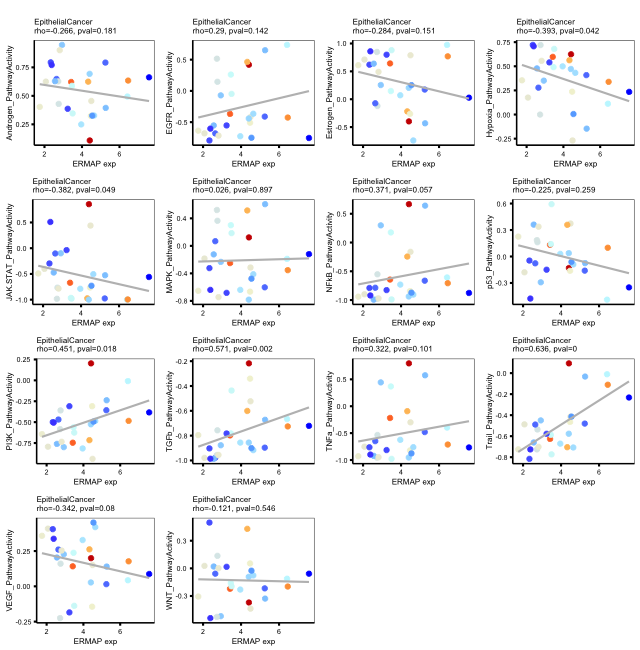 EpithelialCancer
rho=-0.266, pval=0.181
Androgen_PathwayActivity
0.75
0.50
0.25
2
4
6
ERMAP exp
EpithelialCancer
rho=0.29, pval=0.142
EGFR_PathwayActivity
0.5
0.0
-0.5
2
4
6
ERMAP exp
EpithelialCancer
rho=-0.284, pval=0.151
Estrogen_PathwayActivity
1.0
0.5
0.0
-0.5
2
4
6
ERMAP exp
EpithelialCancer
rho=-0.393, pval=0.042
Hypoxia_PathwayActivity
0.75
0.50
0.25
0.00
-0.25
2
4
6
ERMAP exp
EpithelialCancer
rho=-0.382, pval=0.049
JAK.STAT_PathwayActivity
0.5
0.0
-0.5
-1.0
2
4
6
ERMAP exp
EpithelialCancer
rho=0.026, pval=0.897
MAPK_PathwayActivity
0.4
0.0
-0.4
-0.8
2
4
6
ERMAP exp
EpithelialCancer
rho=0.371, pval=0.057
NFkB_PathwayActivity
0.5
0.0
-0.5
-1.0
2
4
6
ERMAP exp
EpithelialCancer
rho=-0.225, pval=0.259
p53_PathwayActivity
0.6
0.3
0.0
-0.3
2
4
6
ERMAP exp
EpithelialCancer
rho=0.451, pval=0.018
PI3K_PathwayActivity
0.25
0.00
-0.25
-0.50
-0.75
2
4
6
ERMAP exp
EpithelialCancer
rho=0.571, pval=0.002
TGFb_PathwayActivity
-0.2
-0.4
-0.6
-0.8
-1.0
2
4
6
ERMAP exp
EpithelialCancer
rho=0.322, pval=0.101
TNFa_PathwayActivity
0.5
0.0
-0.5
-1.0
2
4
6
ERMAP exp
EpithelialCancer
rho=0.636, pval=0
Trail_PathwayActivity
0.0
-0.2
-0.4
-0.6
-0.8
2
4
6
ERMAP exp
EpithelialCancer
rho=-0.342, pval=0.08
VEGF_PathwayActivity
0.25
0.00
-0.25
2
4
6
ERMAP exp
EpithelialCancer
rho=-0.121, pval=0.546
WNT_PathwayActivity
0.3
0.0
-0.3
2
4
6
ERMAP exp